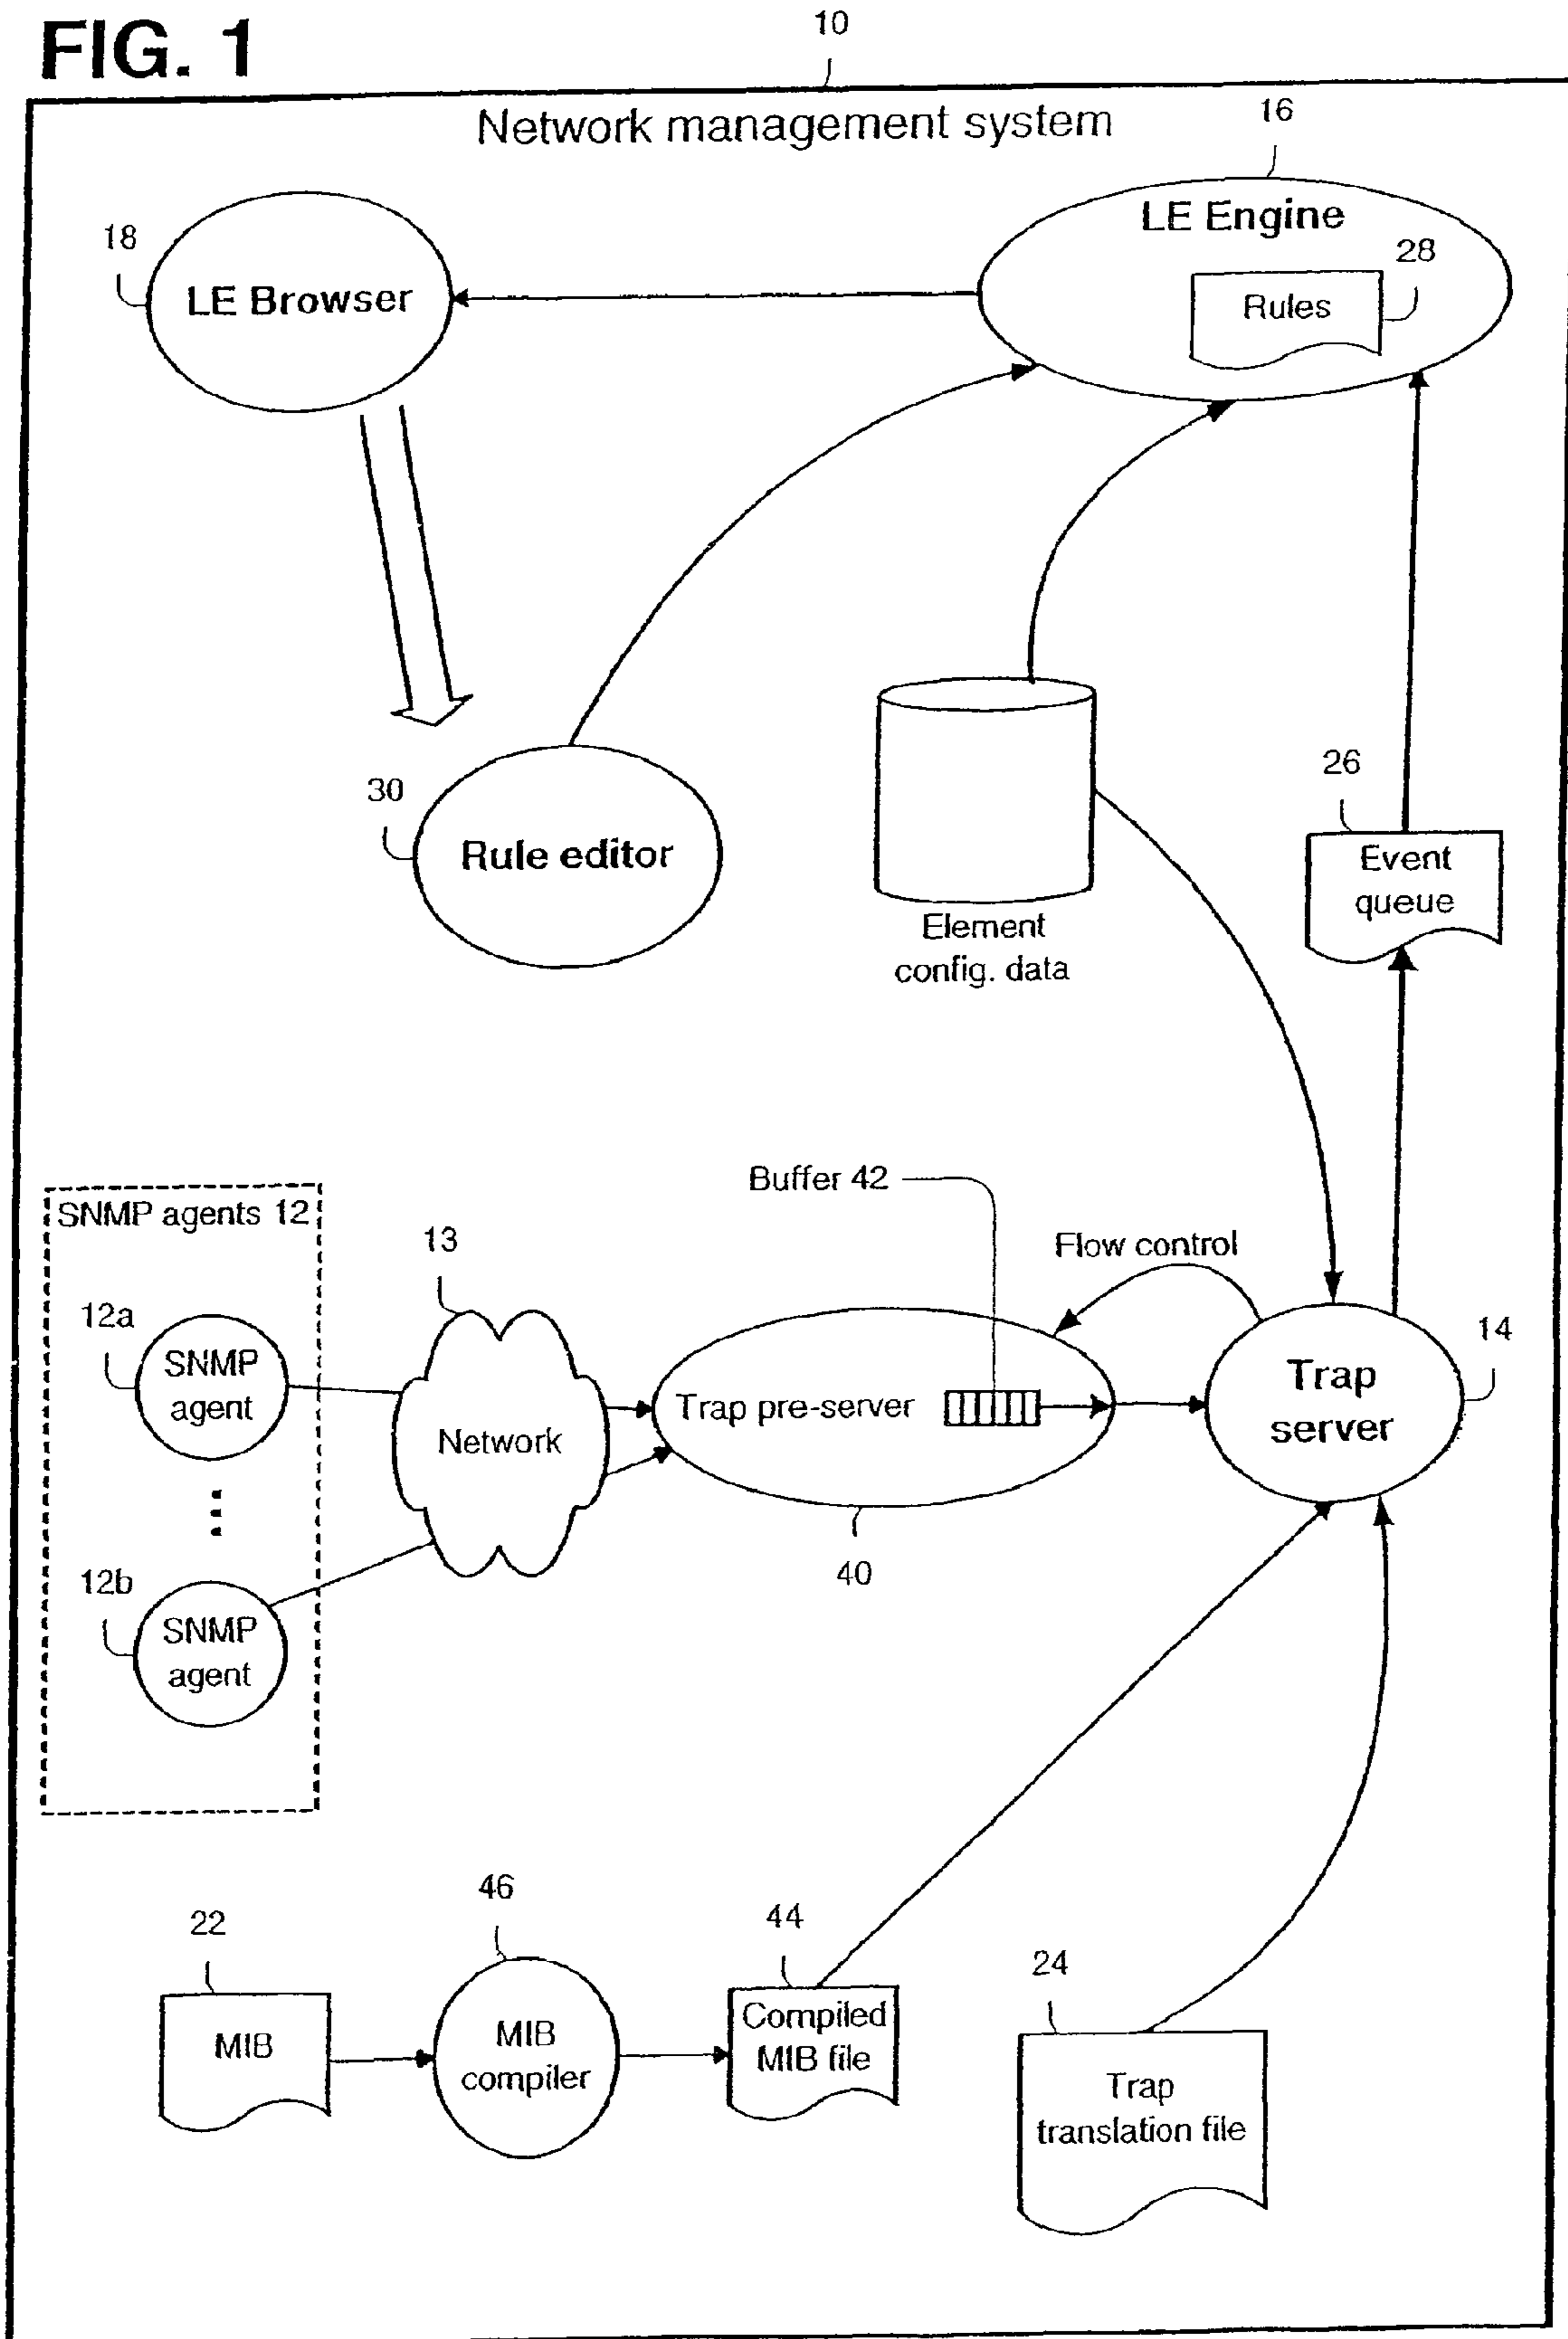 FIG. 1
10
Network management system
16
LE Engine
28
Rules
18
LE Browser
30
Rule editor
Element
config. data
26
Event
queue
Buffer 42
Flow control
SNMP agents 12
12a
SNMP
agent
12b
SNMP
agent
13
Network
Trap pre-server
40
Trap
server
14
22
MIB
46
MIB
compiler
44
Compiled
MIB file
24
Trap
translation file